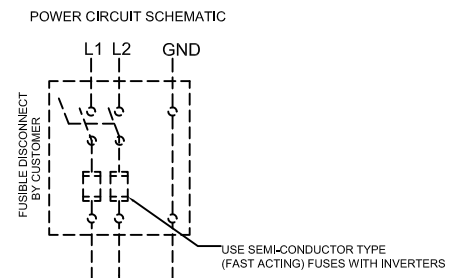 POWER CIRCUIT SCHEMATIC
L1 L2 GND
FUSIBLE DISCONNECT
BY CUSTOMER
USE SEMI-CONDUCTOR TYPE
(FAST ACTING) FUSES WITH INVERTERS